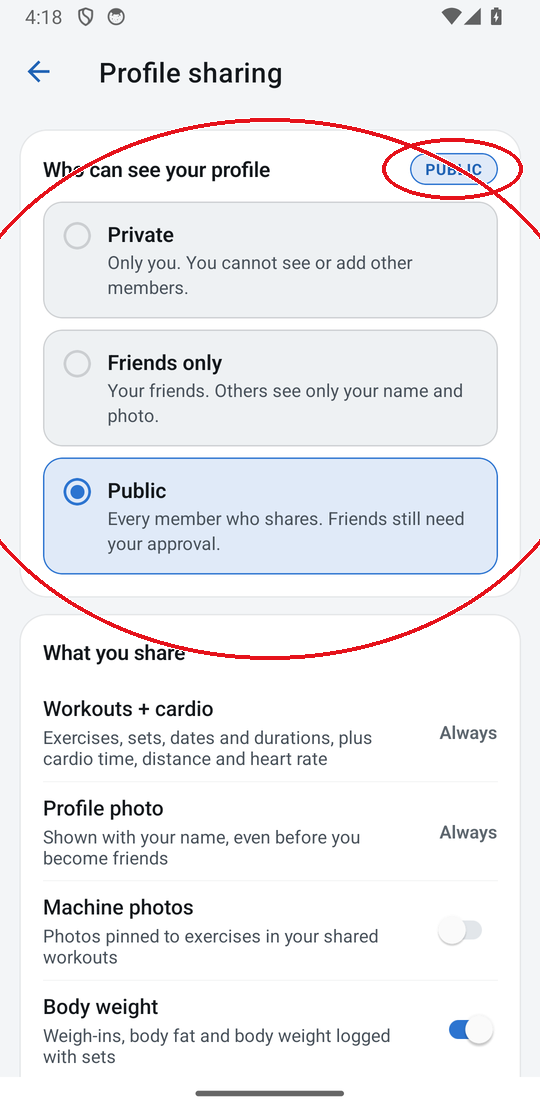 4:18
Profile sharing
Who can see your profile
PUBLIC
Private
Only you. You cannot see or add other
members.
Friends only
Your friends. Others see only your name and
photo.
Public
Every member who shares. Friends still need
your approval.
What you share
Workouts + cardio
Exercises, sets, dates and durations, plus
cardio time, distance and heart rate
Always
Profile photo
Shown with your name, even before you
become friends
Always
Machine photos
Photos pinned to exercises in your shared
workouts
Body weight
Weigh-ins, body fat and body weight logged
with sets